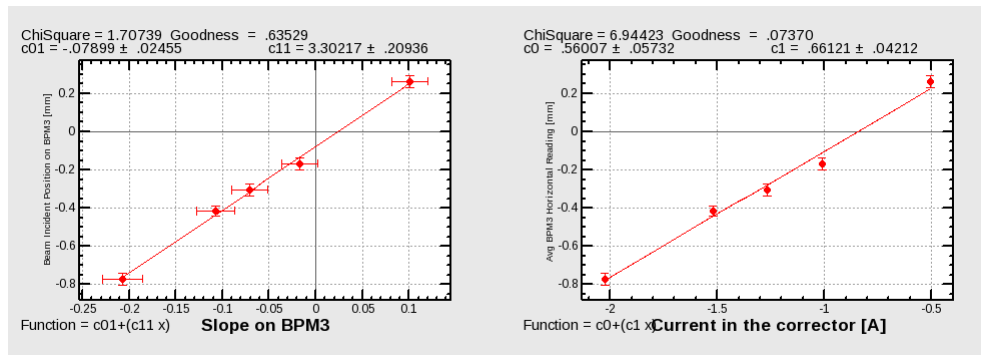 ChiSquare = 1.70739 Goodness = .63529
c01 = -.07899 ± .02455 c11 = 3.30217 ± .20936
Beam Incident Position on BPM3 [mm]
0.2
0
-0.2
-0.4
-0.6
-0.8
-0.25 -0.2 -0.15 -0.1 -0.05 0 0.05 0.1
Function = c01+(c11 x) Slope on BPM3
ChiSquare = 6.94423 Goodness = .07370
c0 = .56007 ± .05732 c1 = .66121 ± .04212
Avg BPM3 Horizontal Reading [mm]
0.2
0
-0.2
-0.4
-0.6
-0.8
-2 -1.5 -1 -0.5
Function = c0+(c1 x) Current in the corrector [A]